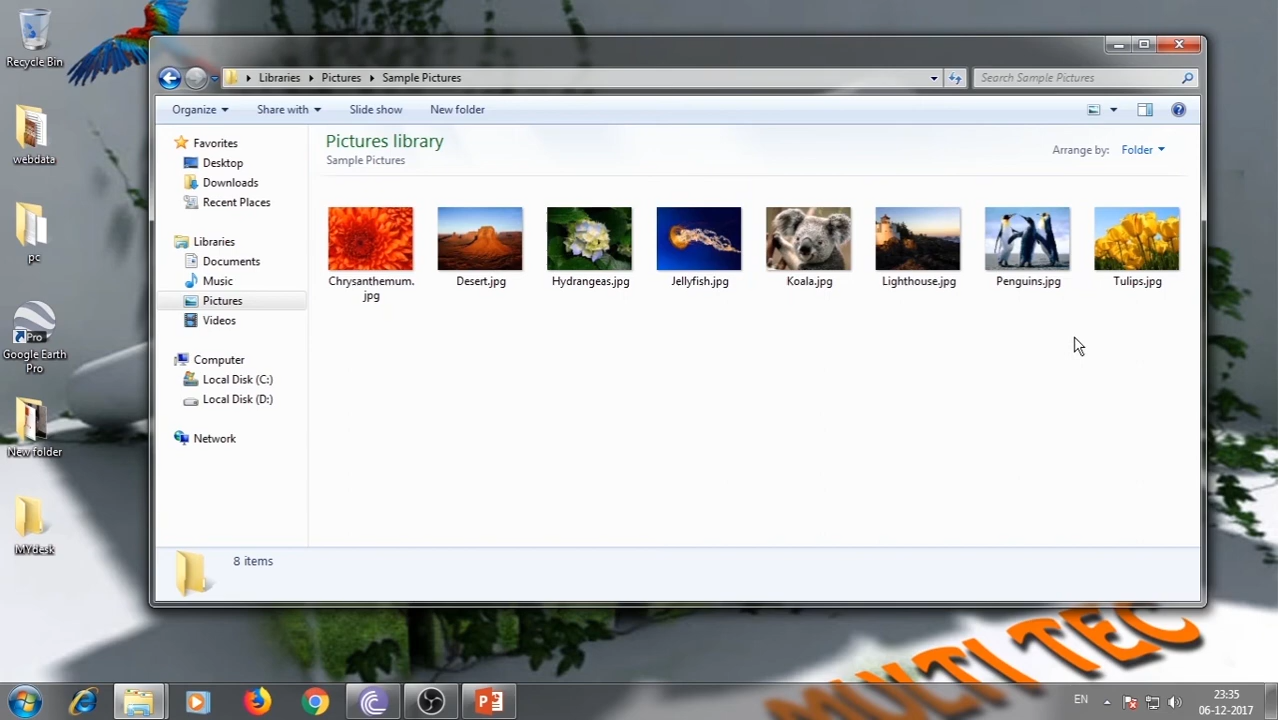 Recycle Bin
webdata
pc
Pro
Google Earth
Pro
New folder
MYdesk
Libraries
Pictures
Sample Pictures
Search Sample Pictures
Organize
Share with
Slide show
New folder
Favorites
Desktop
Downloads
Recent Places
Libraries
Documents
Music
Pictures
Videos
Computer
Local Disk (C:)
Local Disk (D:)
Network
Pictures library
Sample Pictures
Arrange by: Folder
Chrysanthemum.
jpg
Desert.jpg
Hydrangeas.jpg
Jellyfish.jpg
Koala.jpg
Lighthouse.jpg
Penguins.jpg
Tulips.jpg
8 items
MULTI TEC
EN
23:35
06-12-2017